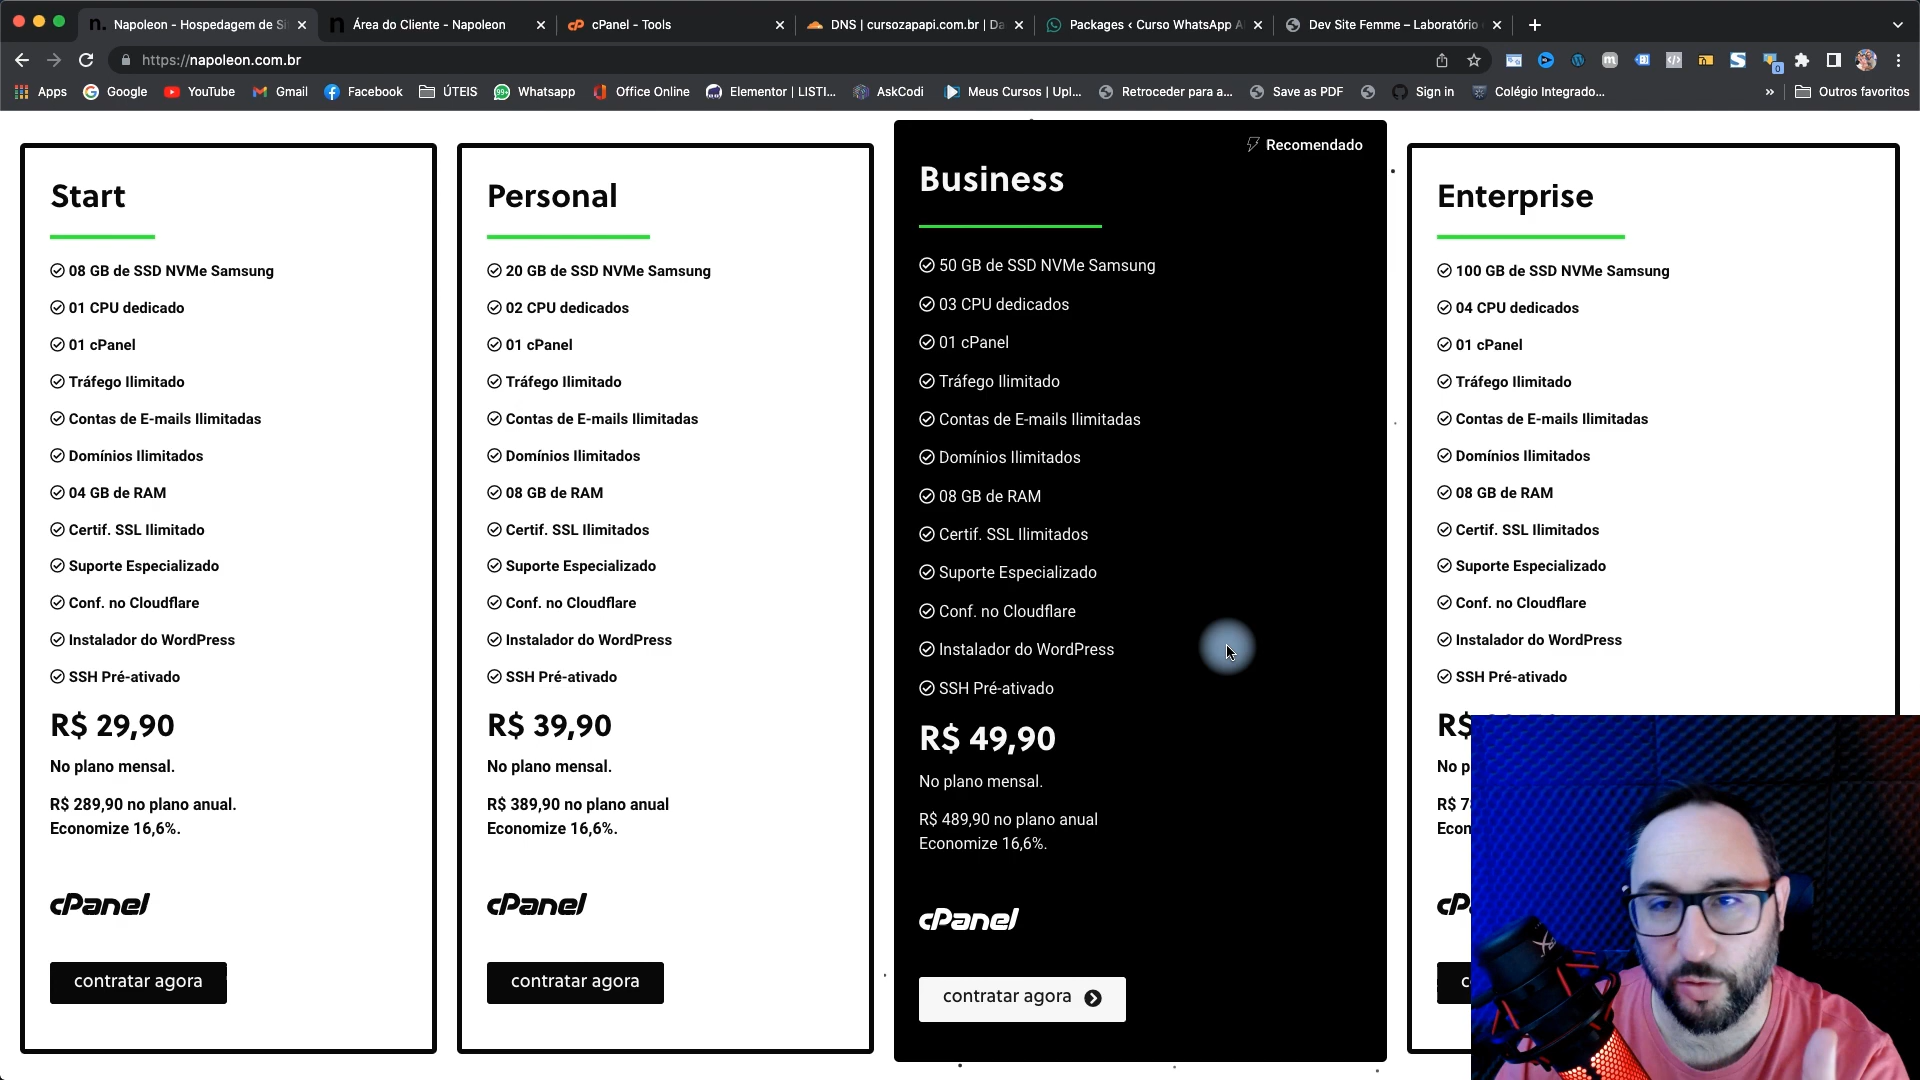 Napoleon - Hospedagem de Si
Área do Cliente - Napoleon
cPanel - Tools
DNS | cursozapapi.com.br | Da
Packages ‹ Curso WhatsApp A
Dev Site Femme – Laboratório
https://napoleon.com.br
Apps
Google
YouTube
Gmail
Facebook
ÚTEIS
Whatsapp
Office Online
Elementor | LISTI...
AskCodi
Meus Cursos | Upl...
Retroceder para a...
Save as PDF
Sign in
Colégio Integrado...
»
Outros favoritos
Start
08 GB de SSD NVMe Samsung
01 CPU dedicado
01 cPanel
Tráfego Ilimitado
Contas de E-mails Ilimitadas
Domínios Ilimitados
04 GB de RAM
Certif. SSL Ilimitado
Suporte Especializado
Conf. no Cloudflare
Instalador do WordPress
SSH Pré-ativado
R$ 29,90
No plano mensal.
R$ 289,90 no plano anual.
Economize 16,6%.
cPanel
contratar agora
Personal
20 GB de SSD NVMe Samsung
02 CPU dedicados
01 cPanel
Tráfego Ilimitado
Contas de E-mails Ilimitadas
Domínios Ilimitados
08 GB de RAM
Certif. SSL Ilimitados
Suporte Especializado
Conf. no Cloudflare
Instalador do WordPress
SSH Pré-ativado
R$ 39,90
No plano mensal.
R$ 389,90 no plano anual
Economize 16,6%.
cPanel
contratar agora
Recomendado
Business
50 GB de SSD NVMe Samsung
03 CPU dedicados
01 cPanel
Tráfego Ilimitado
Contas de E-mails Ilimitadas
Domínios Ilimitados
08 GB de RAM
Certif. SSL Ilimitados
Suporte Especializado
Conf. no Cloudflare
Instalador do WordPress
SSH Pré-ativado
R$ 49,90
No plano mensal.
R$ 489,90 no plano anual
Economize 16,6%.
cPanel
contratar agora
Enterprise
100 GB de SSD NVMe Samsung
04 CPU dedicados
01 cPanel
Tráfego Ilimitado
Contas de E-mails Ilimitadas
Domínios Ilimitados
08 GB de RAM
Certif. SSL Ilimitados
Suporte Especializado
Conf. no Cloudflare
Instalador do WordPress
SSH Pré-ativado
R$
No p
R$ 7
Econ
cP
c